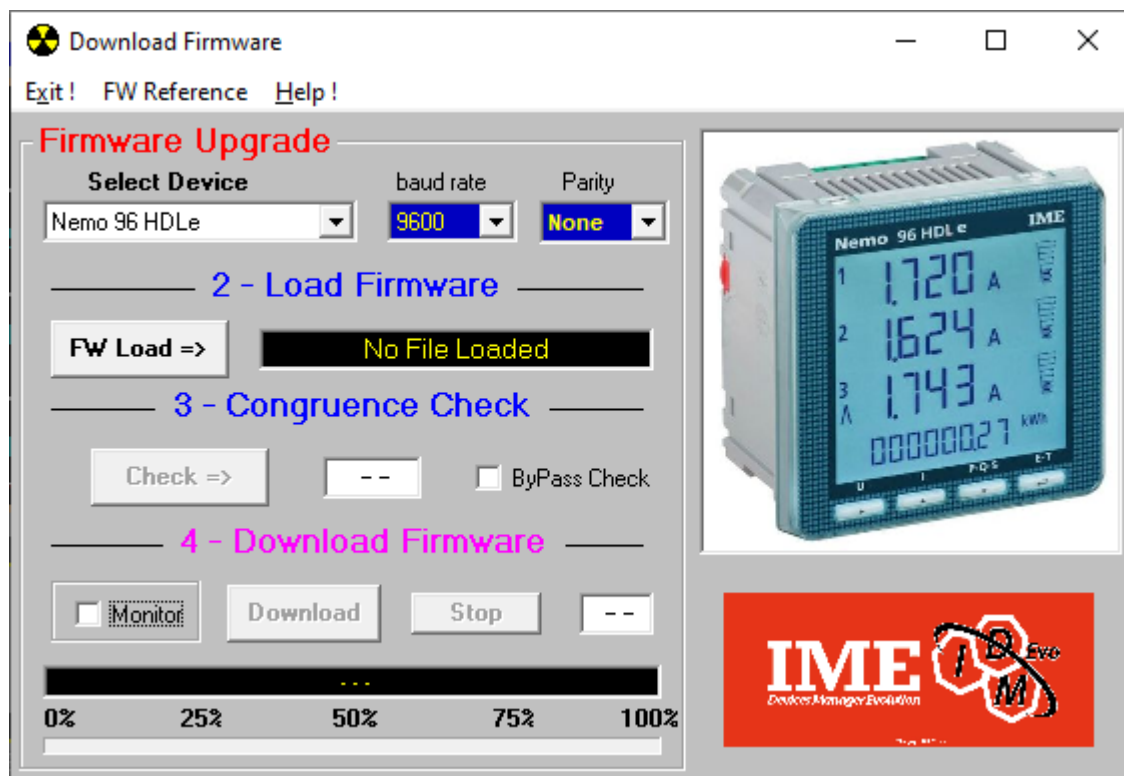 Download Firmware
Exit ! FW Reference Help !
Firmware Upgrade
Select Device baud rate Parity
Nemo 96 HDLe 9600 None
2 - Load Firmware
FW Load => No File Loaded
3 - Congruence Check
Check => -- ByPass Check
4 - Download Firmware
Monitor Download Stop --
...
0% 25% 50% 75% 100%
Nemo 96 HDL e IME
1 1.720 A
2 1.624 A
3 1.743 A
000000.27 kWh
U I P-Q-S E-T
IME
Devices Manager Evolution
I D M Evo